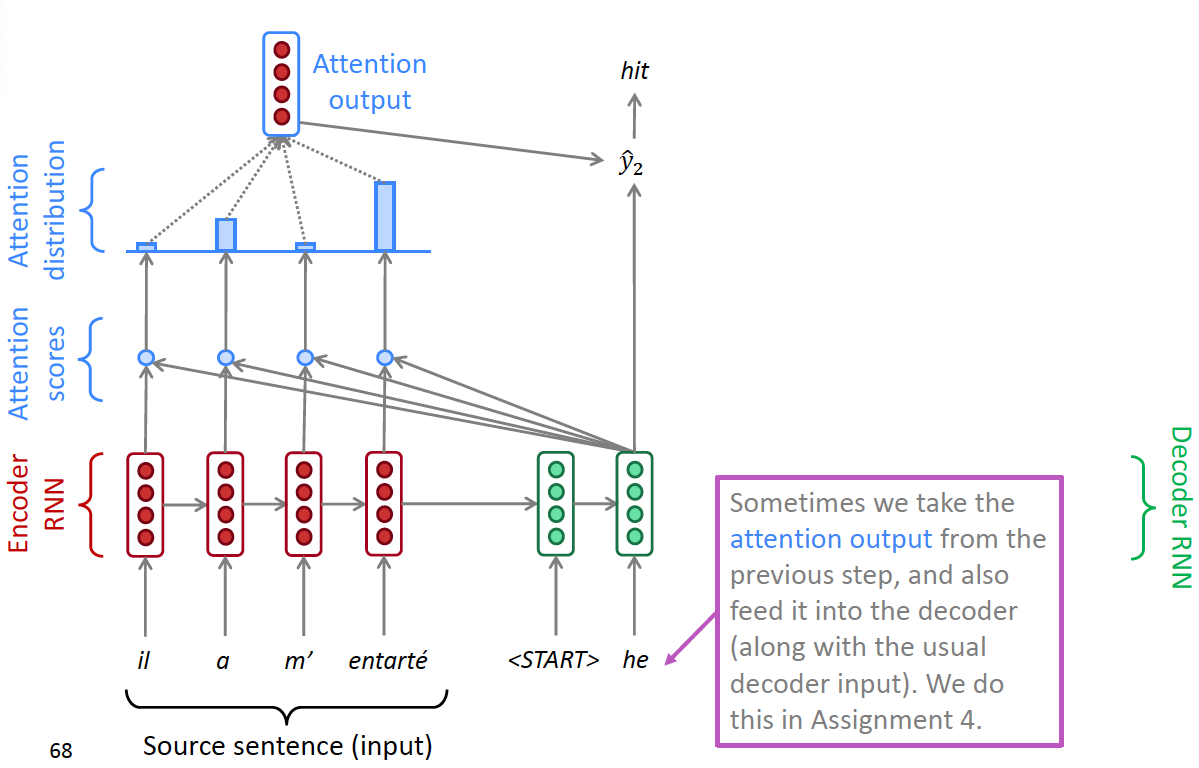 Attention
output
hit
ŷ₂
Attention
distribution
Attention
scores
Encoder
RNN
Decoder RNN
Sometimes we take the
attention output from the
previous step, and also
feed it into the decoder
(along with the usual
decoder input). We do
this in Assignment 4.
il a m’ entarté <START> he
Source sentence (input)
68